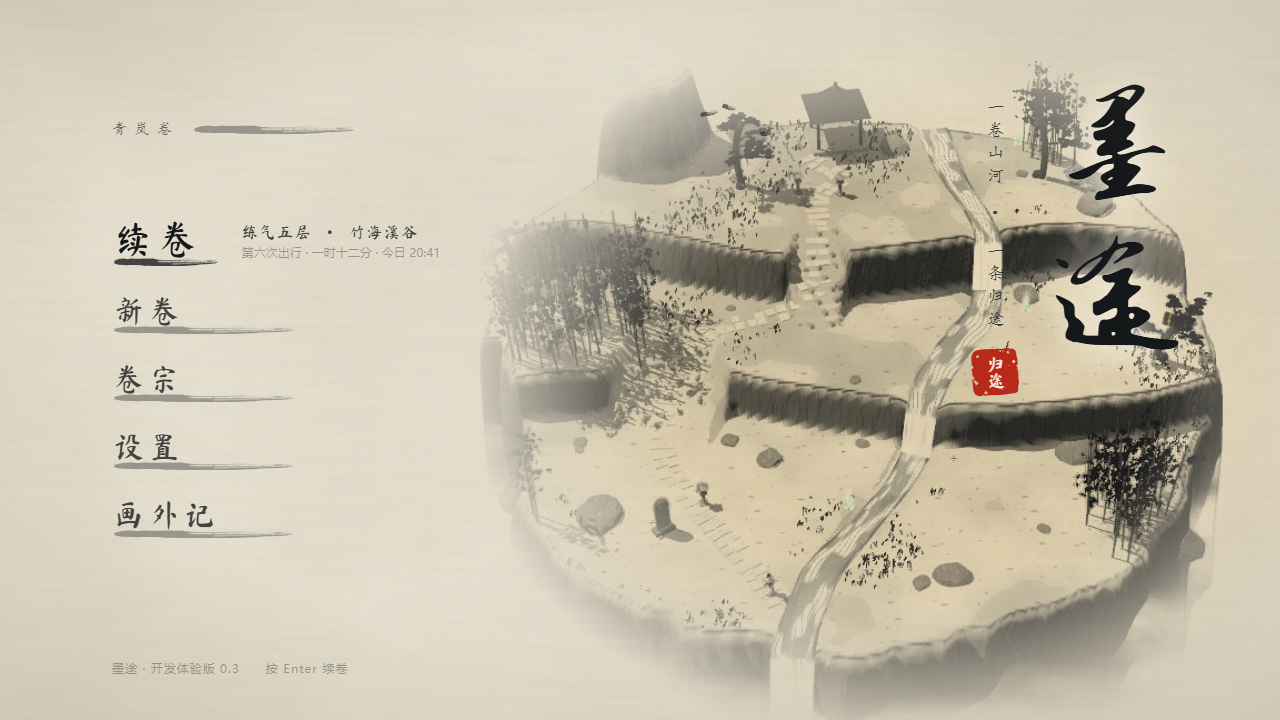 青岚卷
续卷
练气五层 · 竹海溪谷
第六次出行 · 一时十二分 · 今日 20:41
新卷
卷宗
设置
画外记
墨途 · 开发体验版 0.3 按 Enter 续卷
墨途
一卷山河，一条归途
归途